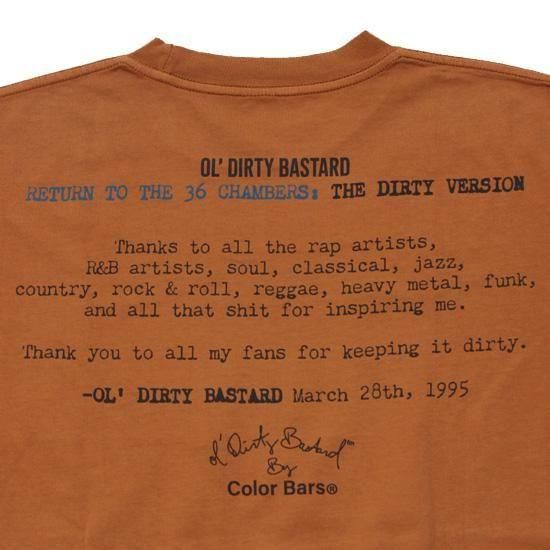 OL' DIRTY BASTARD
RETURN TO THE 36 CHAMBERS: THE DIRTY VERSION
Thanks to all the rap artists,
R&B artists, soul, classical, jazz,
country, rock & roll, reggae, heavy metal, funk,
and all that shit for inspiring me.
Thank you to all my fans for keeping it dirty.
-OL' DIRTY BASTARD March 28th, 1995
ol' Dirty Bastard™
By
Color Bars®